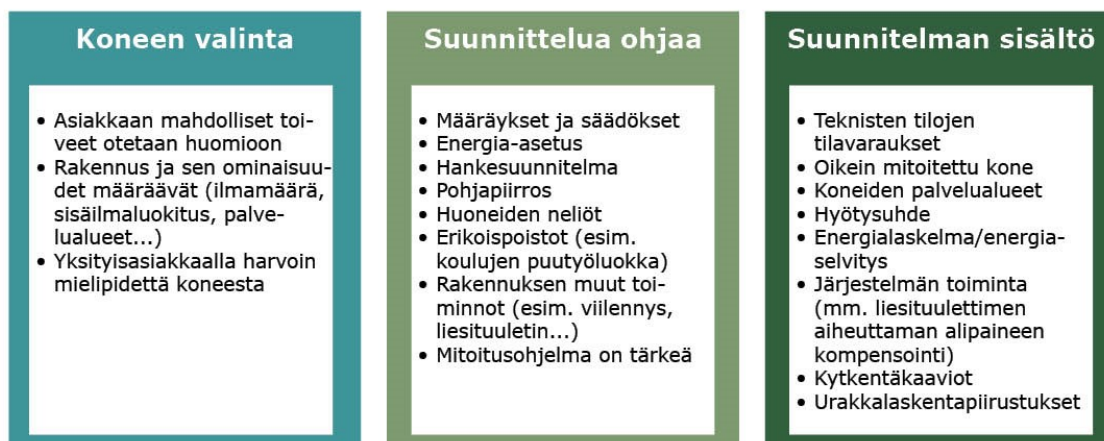 Koneen valinta
• Asiakkaan mahdolliset toi-
veet otetaan huomioon
• Rakennus ja sen ominaisuu-
det määräävät (ilmamäärä,
sisäilmaluokitus, palve-
lualueet...)
• Yksityisasiakkaalla harvoin
mielipidettä koneesta
Suunnittelua ohjaa
• Määräykset ja säädökset
• Energia-asetus
• Hankesuunnitelma
• Pohjapiirros
• Huoneiden neliöt
• Erikoispoistot (esim.
koulujen puutyöluokka)
• Rakennuksen muut toi-
minnot (esim. viilennys,
liesituuletin...)
• Mitoitusohjelma on tärkeä
Suunnitelman sisältö
• Teknisten tilojen
tilavaraukset
• Oikein mitoitettu kone
• Koneiden palvelualueet
• Hyötysuhde
• Energialaskelma/energia-
selvitys
• Järjestelmän toiminta
(mm. liesituulettimen
aiheuttaman alipaineen
kompensointi)
• Kytkentäkaaviot
• Urakkalaskentapiirustukset